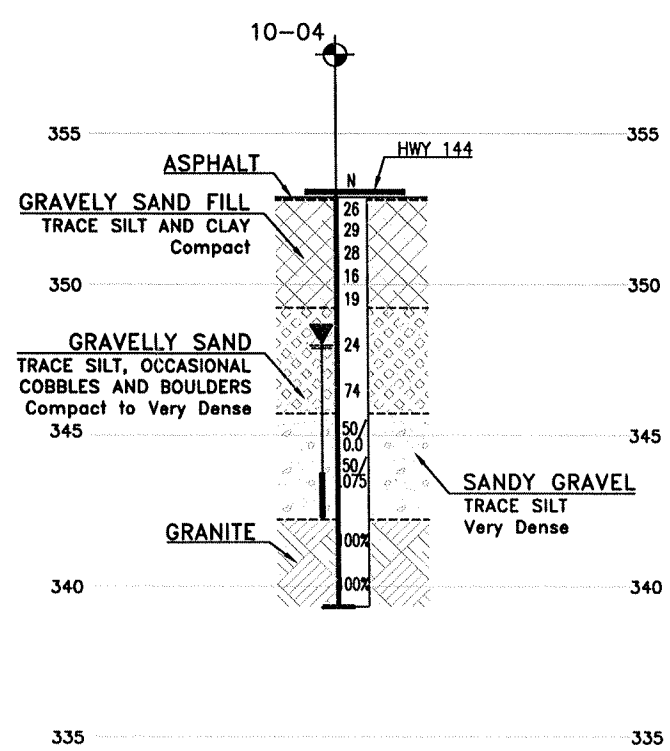 10-04
355
355
HWY 144
ASPHALT
N
GRAVELY SAND FILL
TRACE SILT AND CLAY
Compact
26
29
28
16
19
350
350
GRAVELLY SAND
TRACE SILT, OCCASIONAL
COBBLES AND BOULDERS
Compact to Very Dense
24
74
345
345
50/
0.0
50/
.075
SANDY GRAVEL
TRACE SILT
Very Dense
GRANITE
100%
100%
340
340
335
335